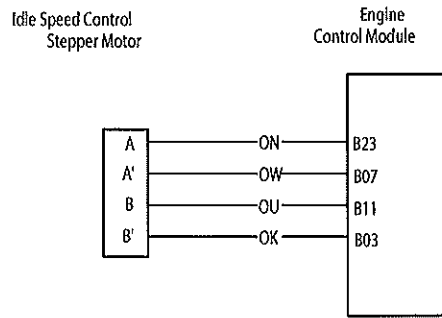 Idle Speed Control
Stepper Motor
Engine
Control Module
A ON B23
A' OW B07
B OU B11
B' OK B03